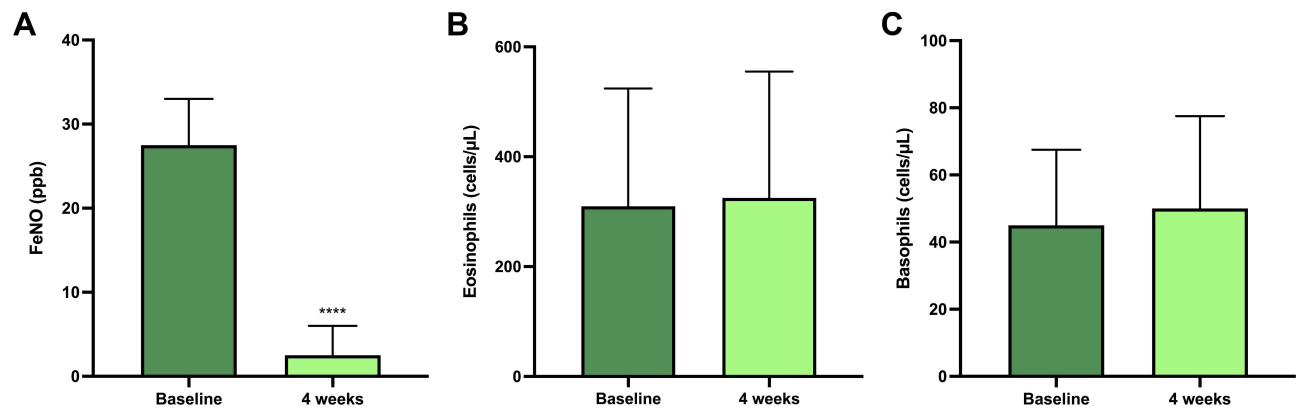 A
FeNO (ppb)
40
30
20
10
0
****
Baseline
4 weeks
B
Eosinophils (cells/μL)
600
400
200
0
Baseline
4 weeks
C
Basophils (cells/μL)
100
80
60
40
20
0
Baseline
4 weeks